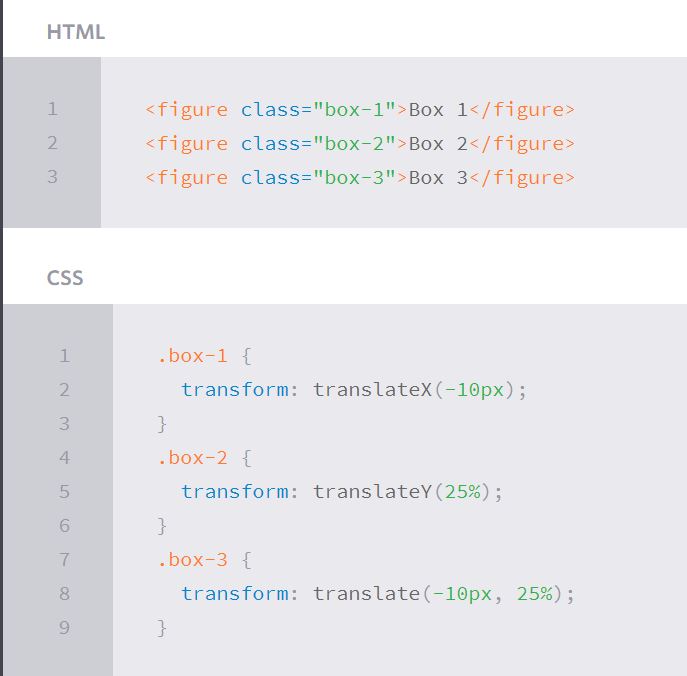 HTML
1 <figure class="box-1">Box 1</figure>
2 <figure class="box-2">Box 2</figure>
3 <figure class="box-3">Box 3</figure>
CSS
1 .box-1 {
2 transform: translateX(-10px);
3 }
4 .box-2 {
5 transform: translateY(25%);
6 }
7 .box-3 {
8 transform: translate(-10px, 25%);
9 }